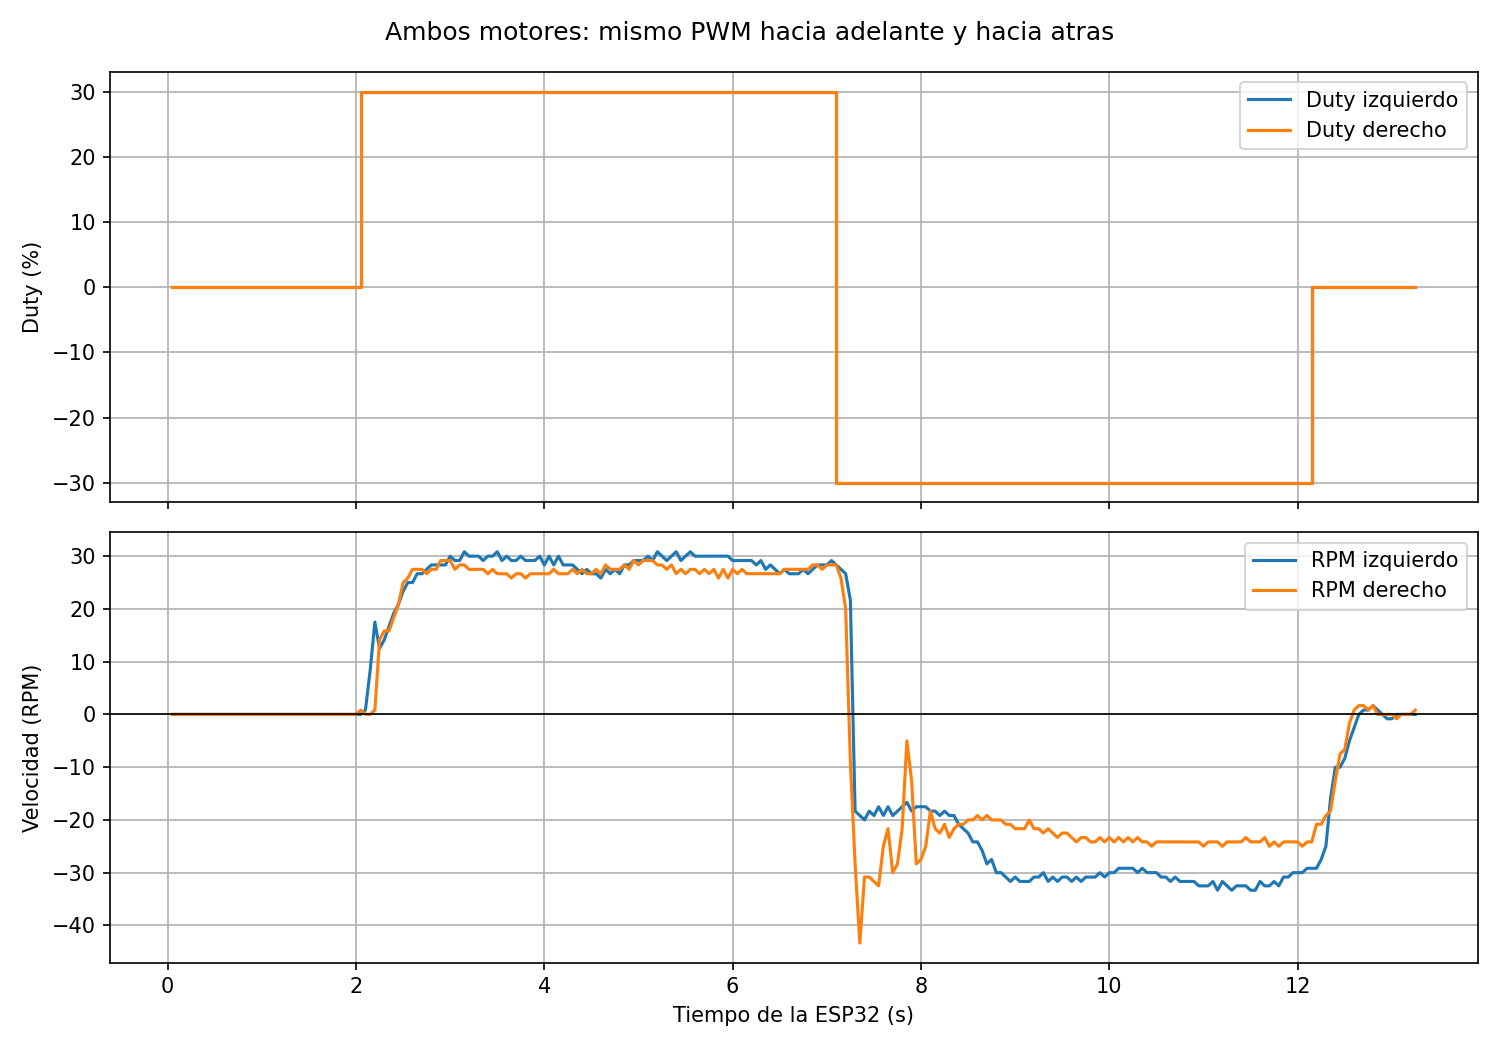 Ambos motores: mismo PWM hacia adelante y hacia atras
Duty (%)
30
20
10
0
−10
−20
−30
Duty izquierdo
Duty derecho
Velocidad (RPM)
30
20
10
0
−10
−20
−30
−40
RPM izquierdo
RPM derecho
0 2 4 6 8 10 12
Tiempo de la ESP32 (s)